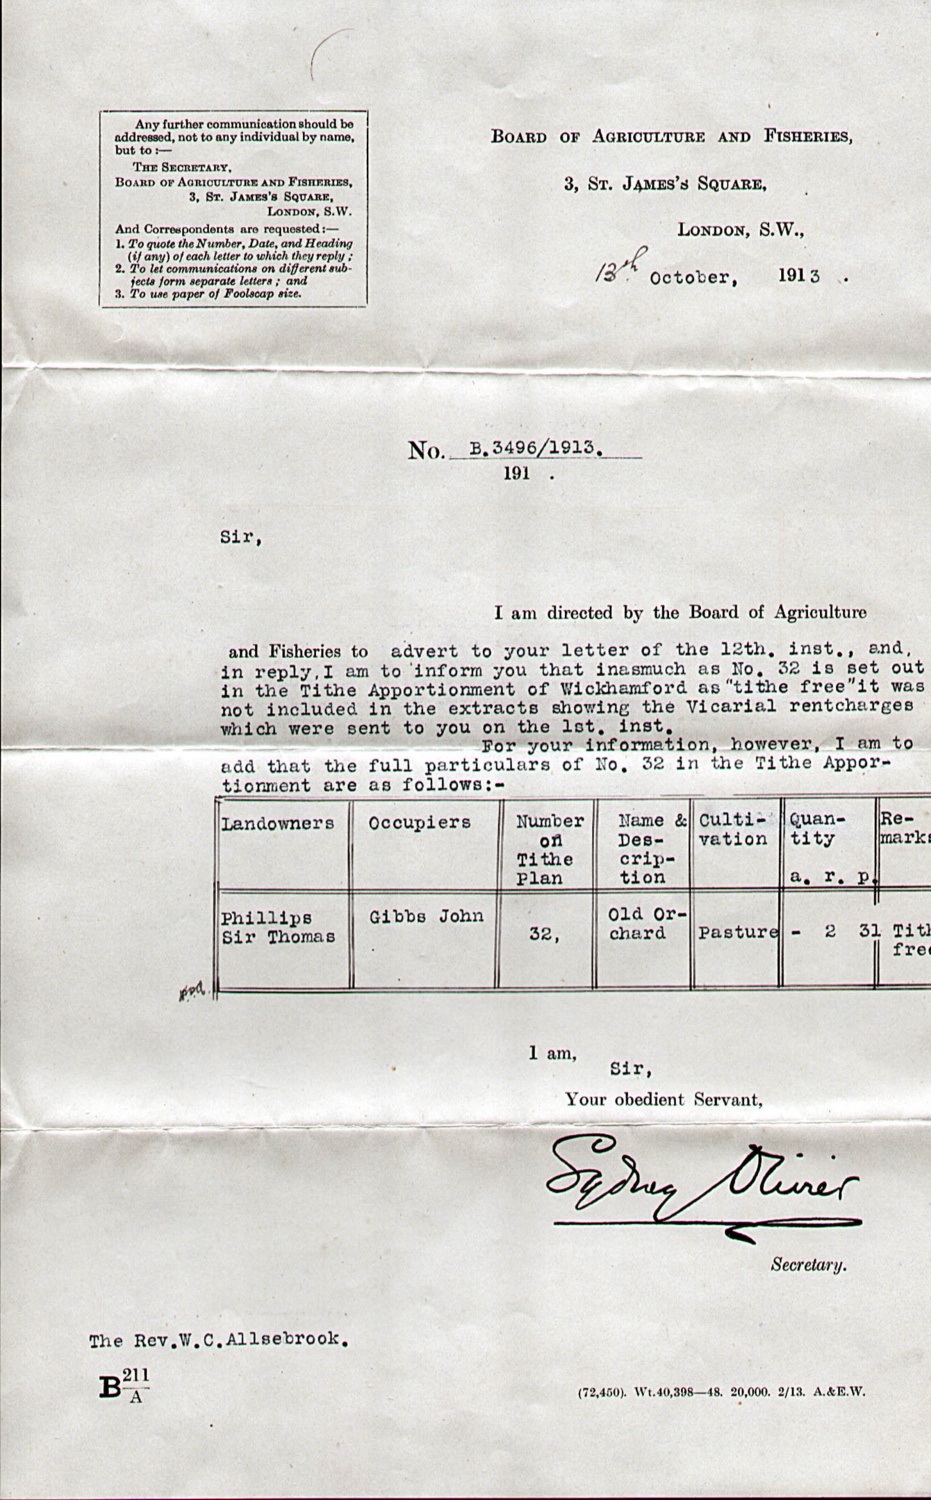 Any further communication should be
addressed, not to any individual by name,
but to :—
THE SECRETARY,
BOARD OF AGRICULTURE AND FISHERIES,
3, ST. JAMES'S SQUARE,
LONDON, S.W.
And Correspondents are requested :—
1. To quote the Number, Date, and Heading
(if any) of each letter to which they reply ;
2. To let communications on different sub-
jects form separate letters ; and
3. To use paper of Foolscap size.
BOARD OF AGRICULTURE AND FISHERIES,
3, ST. JAMES'S SQUARE,
LONDON, S.W.,
13th October, 1913 .
No. B.3496/1913.
191 .
Sir,
I am directed by the Board of Agriculture
and Fisheries to advert to your letter of the 12th. inst., and,
in reply, I am to inform you that inasmuch as No. 32 is set out
in the Tithe Apportionment of Wickhamford as "tithe free" it was
not included in the extracts showing the Vicarial rentcharges
which were sent to you on the 1st. inst.
For your information, however, I am to
add that the full particulars of No. 32 in the Tithe Appor-
tionment are as follows:-
Landowners Occupiers Number Name & Culti- Quan- Re-
on Des- vation tity marks
Tithe crip-
Plan tion a. r. p.
Phillips Gibbs John Old Or-
Sir Thomas 32, chard Pasture - 2 31 Tith
free
I am,
Sir,
Your obedient Servant,
Sydney Olivier
Secretary.
The Rev.W.C.Allsebrook.
B 211/A
(72,450). Wt.40,398—48. 20,000. 2/13. A.&E.W.